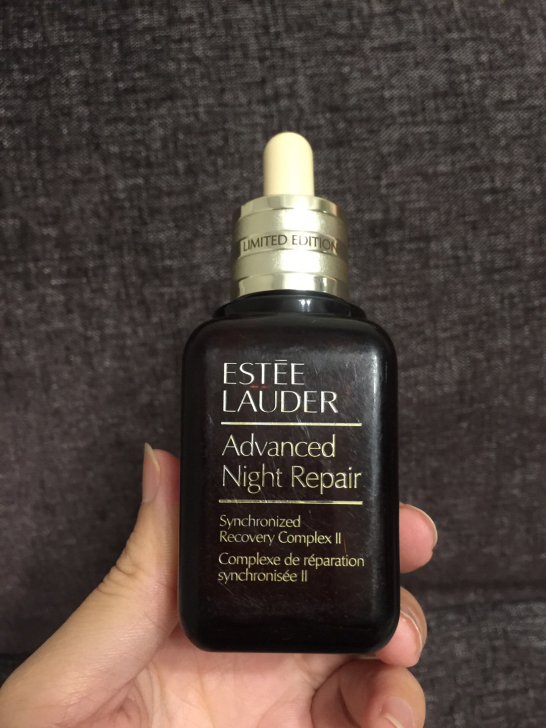 LIMITED EDITION
ESTĒE
LAUDER
Advanced
Night Repair
Synchronized
Recovery Complex II
Complexe de réparation
synchronisée II